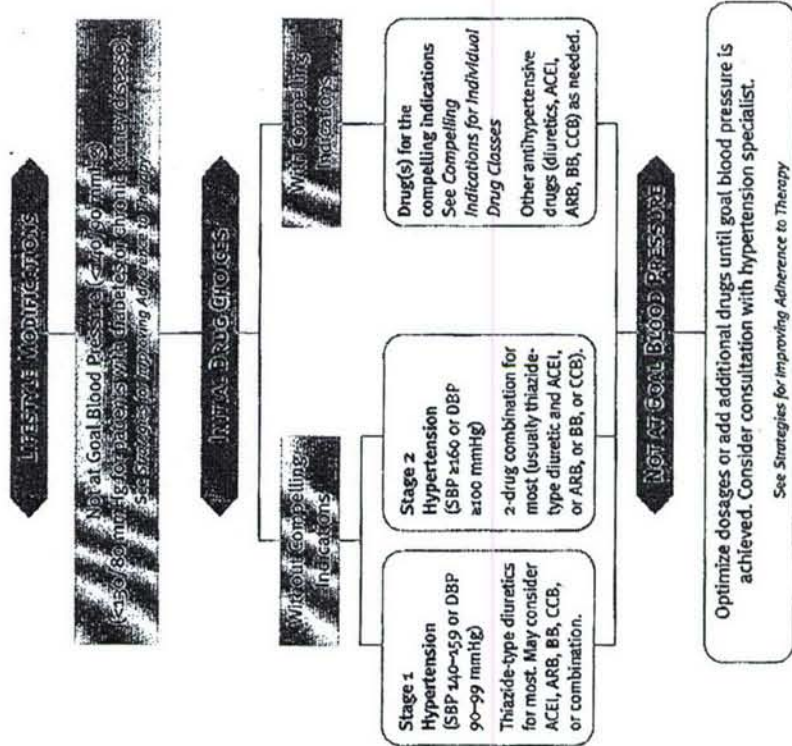 LIFESTYLE MODIFICATIONS
Not at Goal Blood Pressure (<140/90 mmHg)
(<130/80 mmHg for patients with diabetes or chronic kidney disease)
See Strategies for Improving Adherence to Therapy
INITIAL DRUG CHOICES
Without Compelling
Indications
With Compelling
Indications
Stage 1
Hypertension
(SBP 140–159 or DBP
90–99 mmHg)
Thiazide-type diuretics
for most. May consider
ACEI, ARB, BB, CCB,
or combination.
Stage 2
Hypertension
(SBP ≥160 or DBP
≥100 mmHg)
2-drug combination for
most (usually thiazide-
type diuretic and ACEI,
or ARB, or BB, or CCB).
Drug(s) for the
compelling indications
See Compelling
Indications for Individual
Drug Classes
Other antihypertensive
drugs (diuretics, ACEI,
ARB, BB, CCB) as needed.
NOT AT GOAL BLOOD PRESSURE
Optimize dosages or add additional drugs until goal blood pressure is
achieved. Consider consultation with hypertension specialist.
See Strategies for Improving Adherence to Therapy